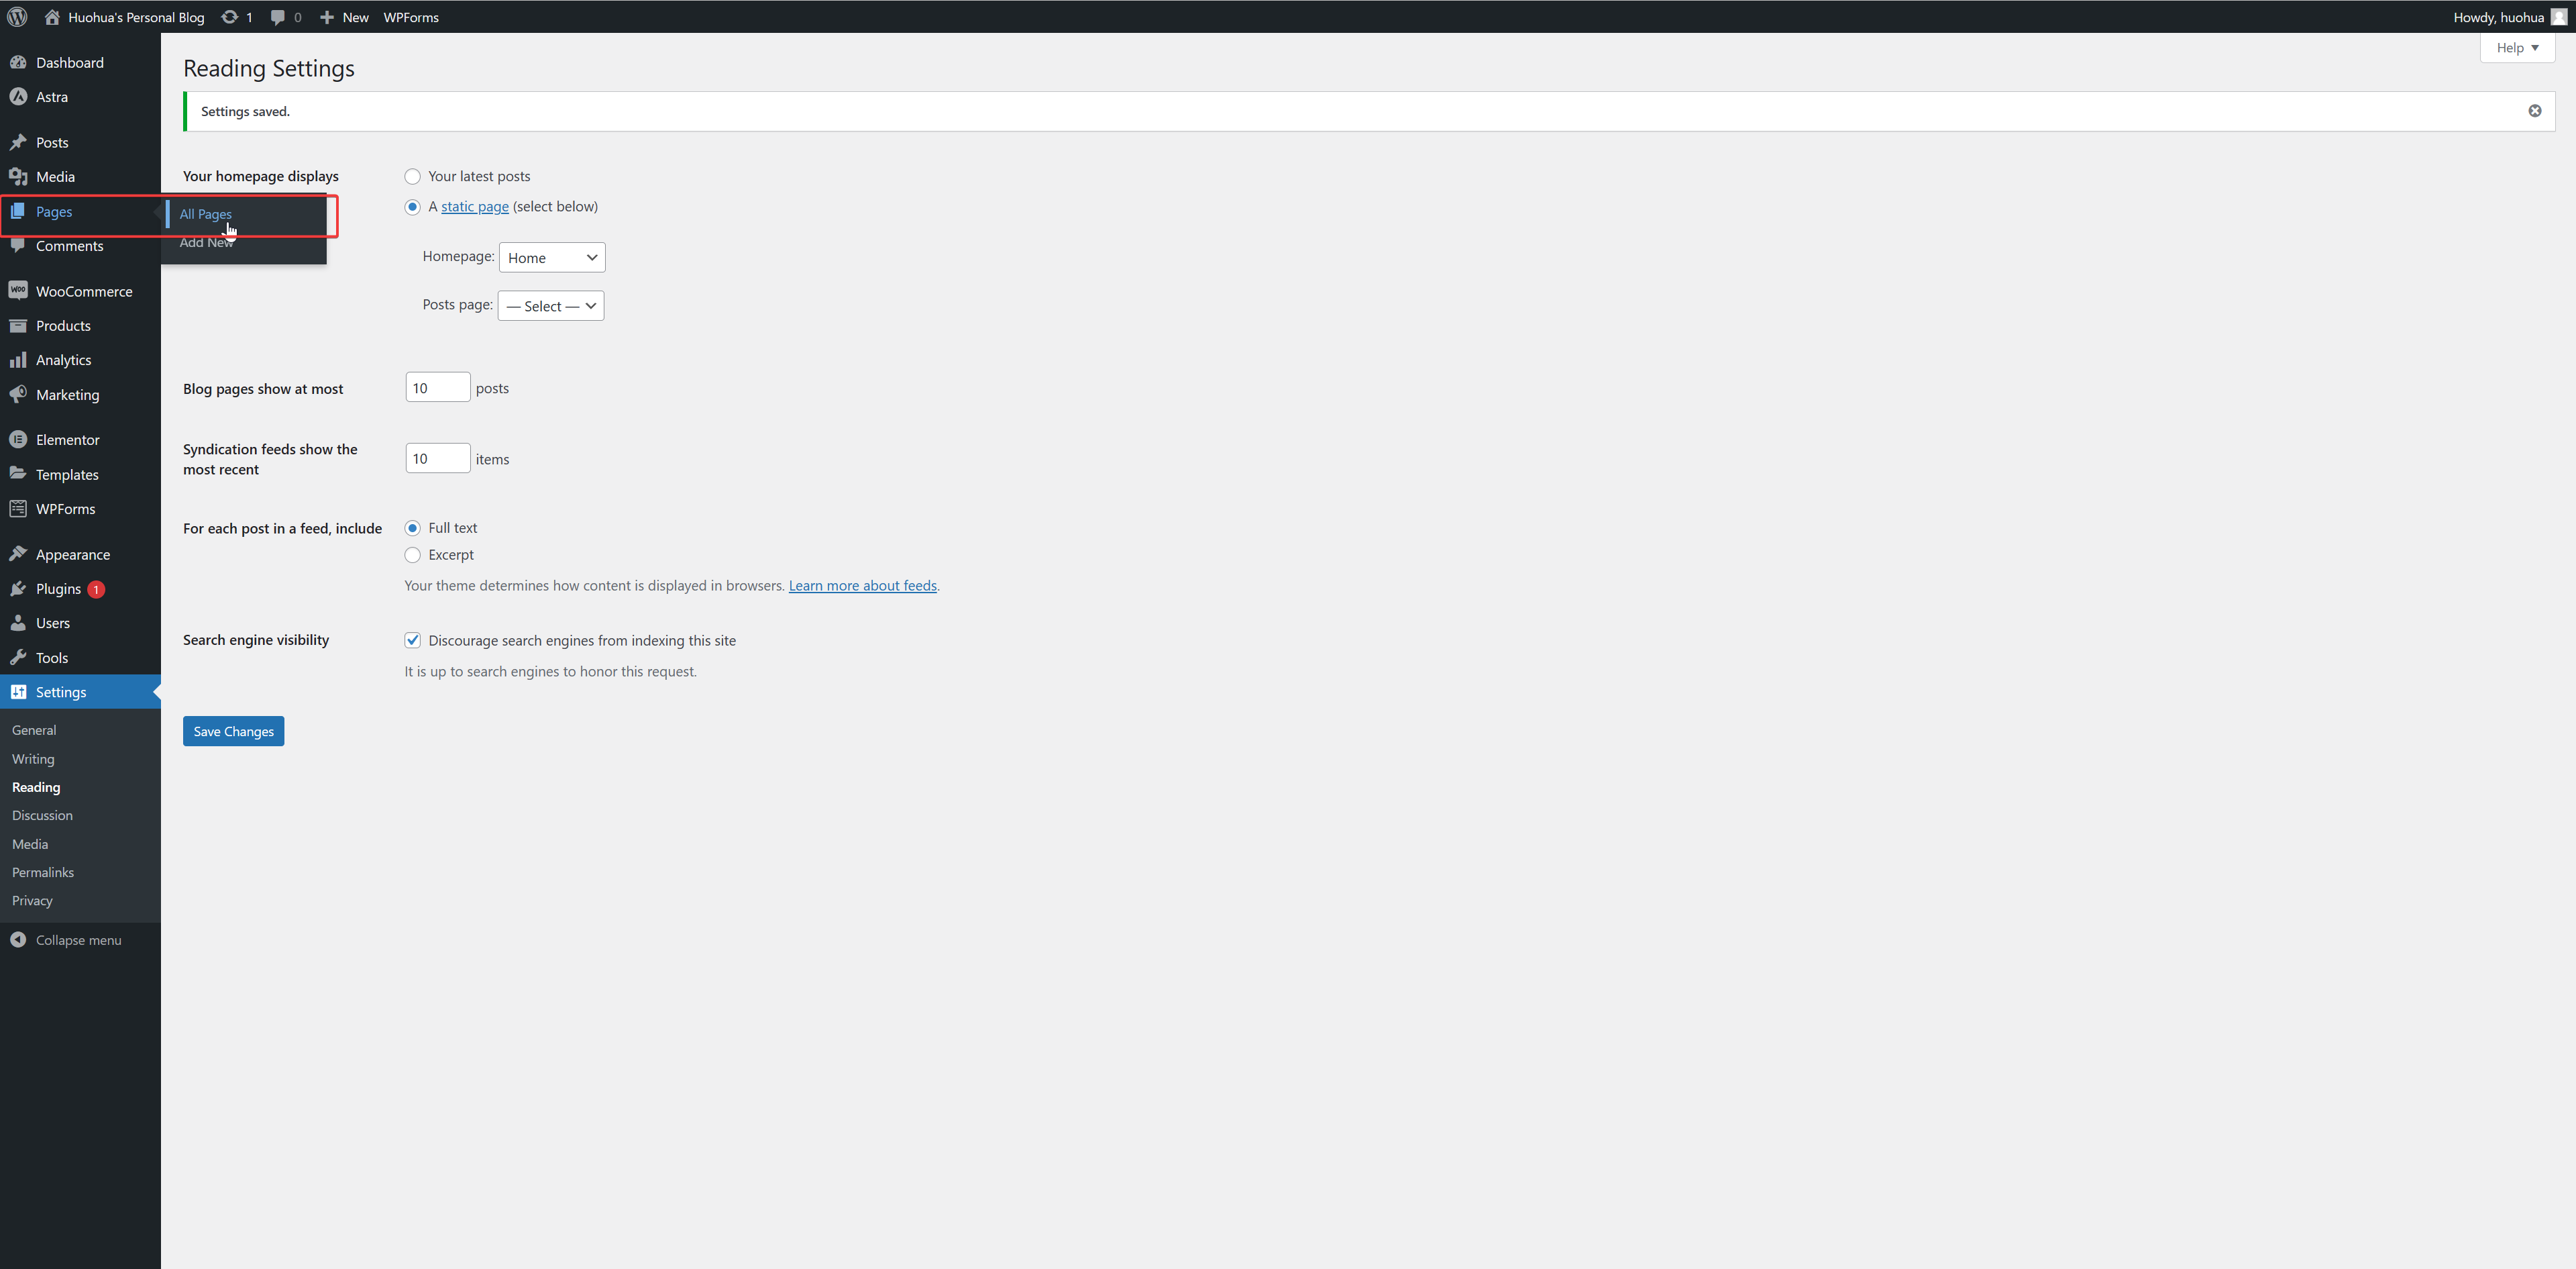 Huohua's Personal Blog 1 0 New WPForms Howdy, huohua
Help
Dashboard
Astra
Posts
Media
Pages
Comments
WooCommerce
Products
Analytics
Marketing
Elementor
Templates
WPForms
Appearance
Plugins 1
Users
Tools
Settings
General
Writing
Reading
Discussion
Media
Permalinks
Privacy
Collapse menu
All Pages
Add New
Reading Settings
Settings saved.
Your homepage displays
Your latest posts
A static page (select below)
Homepage: Home
Posts page: — Select —
Blog pages show at most 10 posts
Syndication feeds show the
most recent
10 items
For each post in a feed, include
Full text
Excerpt
Your theme determines how content is displayed in browsers. Learn more about feeds.
Search engine visibility
Discourage search engines from indexing this site
It is up to search engines to honor this request.
Save Changes